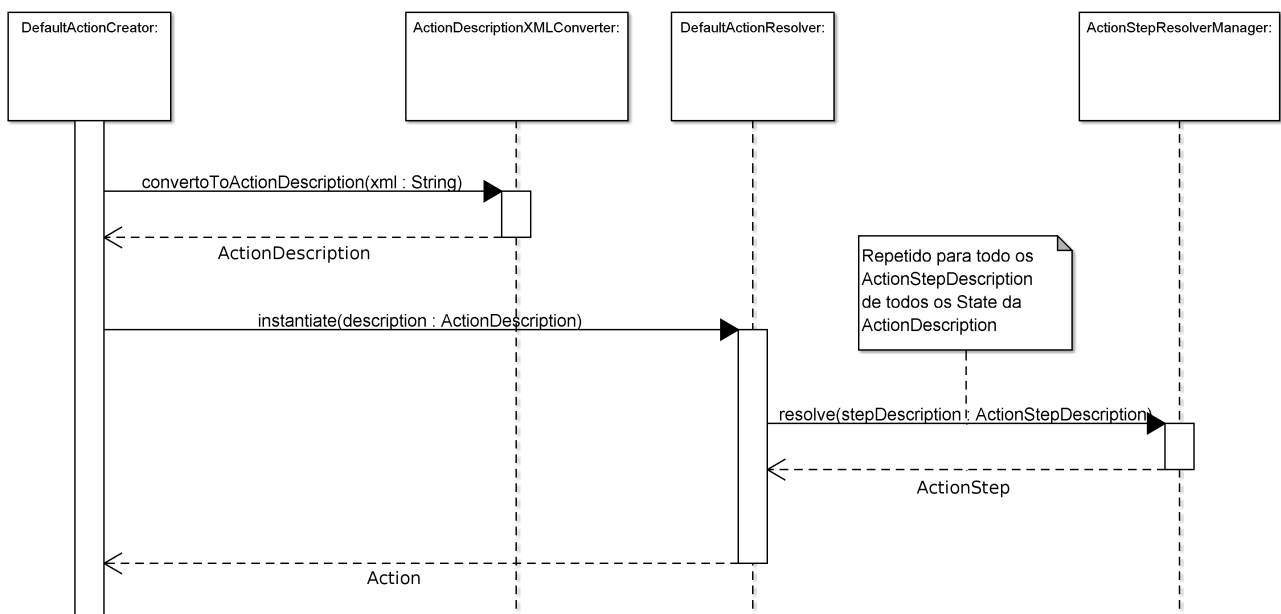 DefaultActionCreator:
ActionDescriptionXMLConverter:
DefaultActionResolver:
ActionStepResolverManager:
convertoToActionDescription(xml : String)
ActionDescription
Repetido para todo os
ActionStepDescription
de todos os State da
ActionDescription
instantiate(description : ActionDescription)
resolve(stepDescription : ActionStepDescription)
ActionStep
Action